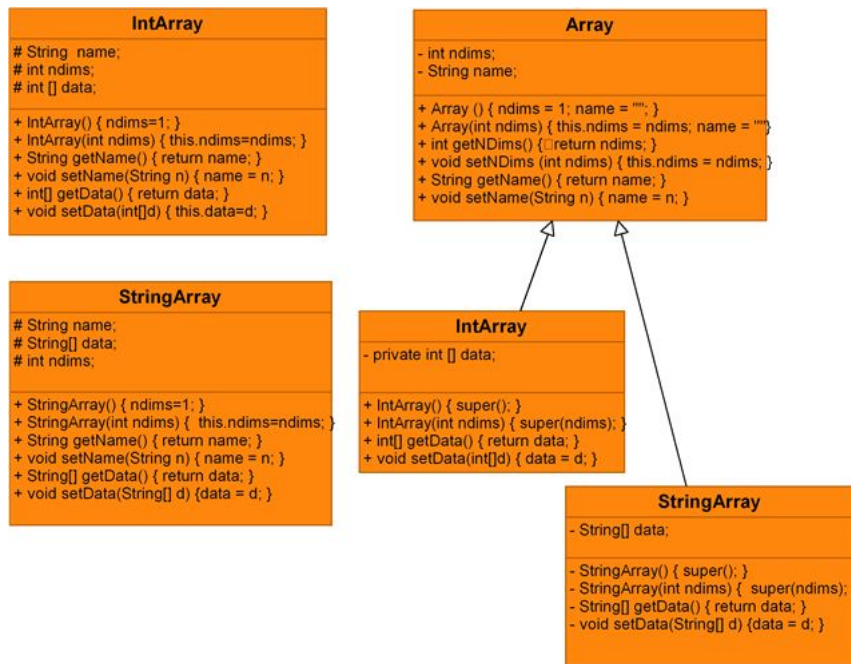 IntArray
# String name;
# int ndims;
# int [] data;
+ IntArray() { ndims=1; }
+ IntArray(int ndims) { this.ndims=ndims; }
+ String getName() { return name; }
+ void setName(String n) { name = n; }
+ int[] getData() { return data; }
+ void setData(int[]d) { this.data=d; }
Array
- int ndims;
- String name;
+ Array () { ndims = 1; name = ""; }
+ Array(int ndims) { this.ndims = ndims; name = ""}
+ int getNDims() {□return ndims; }
+ void setNDims (int ndims) { this.ndims = ndims; }
+ String getName() { return name; }
+ void setName(String n) { name = n; }
StringArray
# String name;
# String[] data;
# int ndims;
+ StringArray() { ndims=1; }
+ StringArray(int ndims) { this.ndims=ndims; }
+ String getName() { return name; }
+ void setName(String n) { name = n; }
+ String[] getData() { return data; }
+ void setData(String[] d) {data = d; }
IntArray
- private int [] data;
+ IntArray() { super(); }
+ IntArray(int ndims) { super(ndims); }
+ int[] getData() { return data; }
+ void setData(int[]d) { data = d; }
StringArray
- String[] data;
- StringArray() { super(); }
- StringArray(int ndims) { super(ndims);
- String[] getData() { return data; }
- void setData(String[] d) {data = d; }